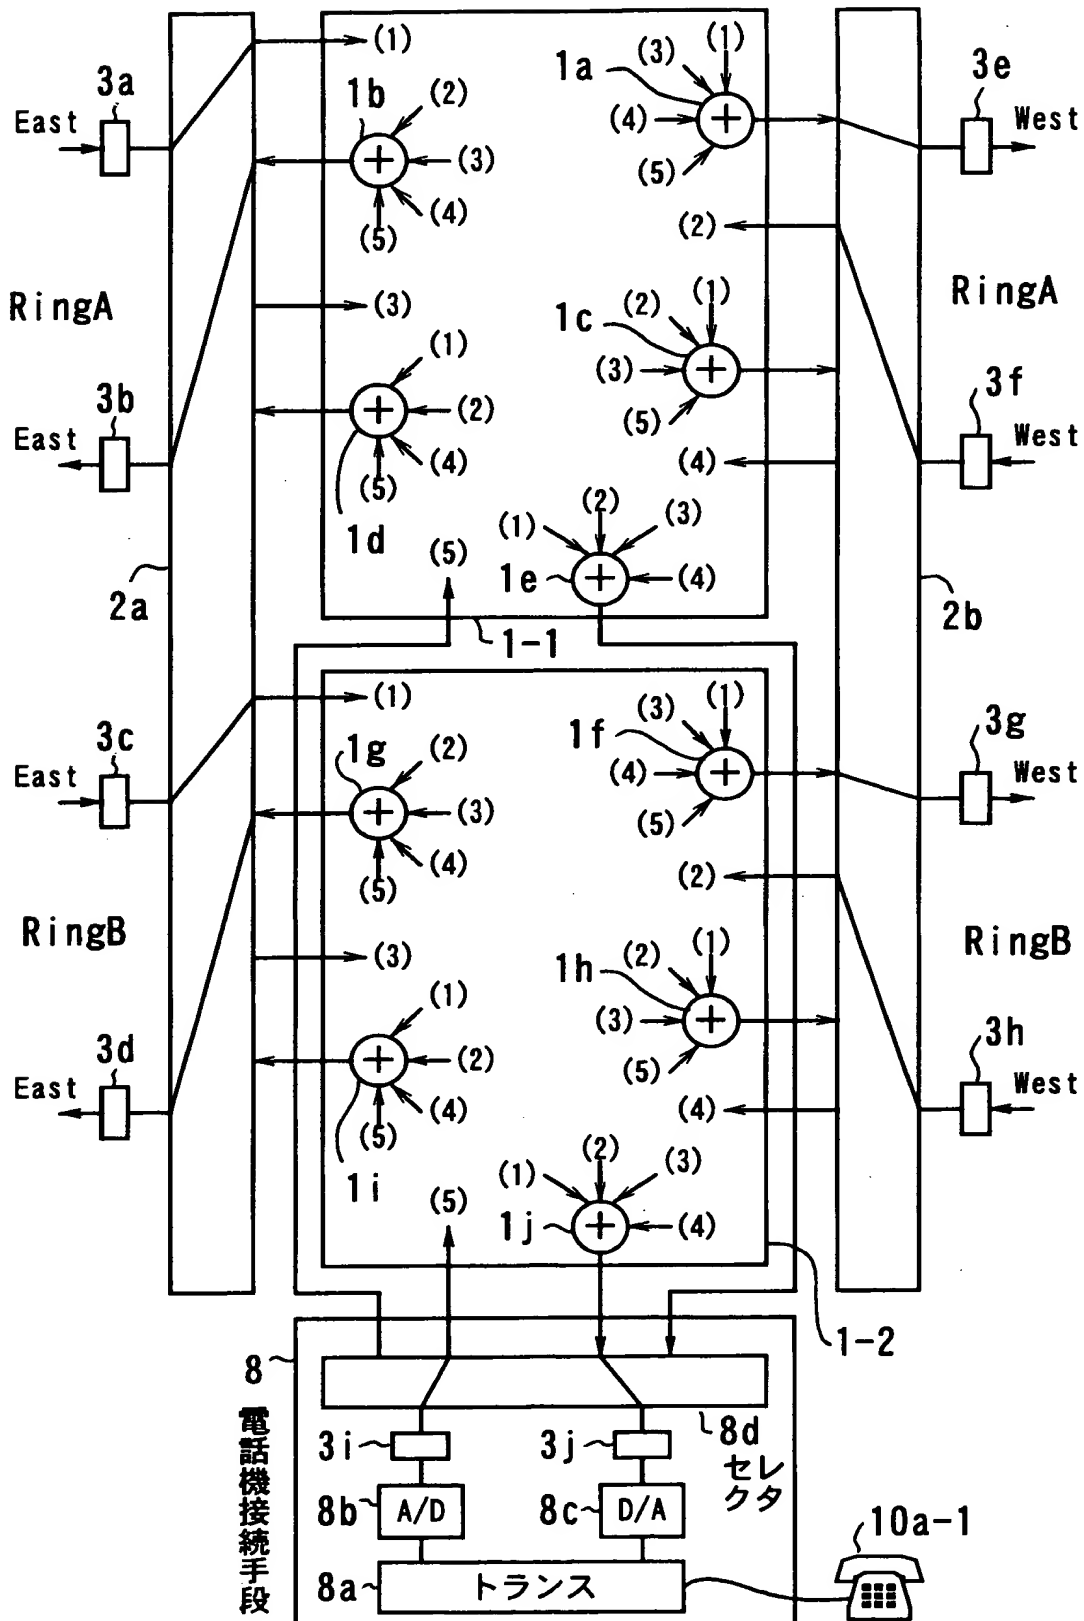 (1)
(1)
(3)
3a
1a
3e
1b
(2)
East
(4)
West
(3)
(5)
(4)
(5)
(2)
RingA
(3)
(1)
RingA
(2)
1c
(1)
(3)
3b
3f
East
(2)
(5)
West
(4)
(4)
(5)
(2)
(3)
1d
(1)
(5)
1e
(4)
2a
2b
1-1
(1)
(1)
(3)
3c
1f
3g
1g
(2)
East
(4)
West
(3)
(5)
(4)
(5)
(2)
RingB
(3)
(1)
RingB
(2)
1h
(1)
(3)
3d
3h
East
(2)
(5)
West
(4)
(4)
(5)
(2)
(3)
1i
(1)
(5)
1j
(4)
1-2
8
電話機接続手段
8d
セレクタ
3i
3j
8b
A/D
8c
D/A
10a-1
8a
トランス